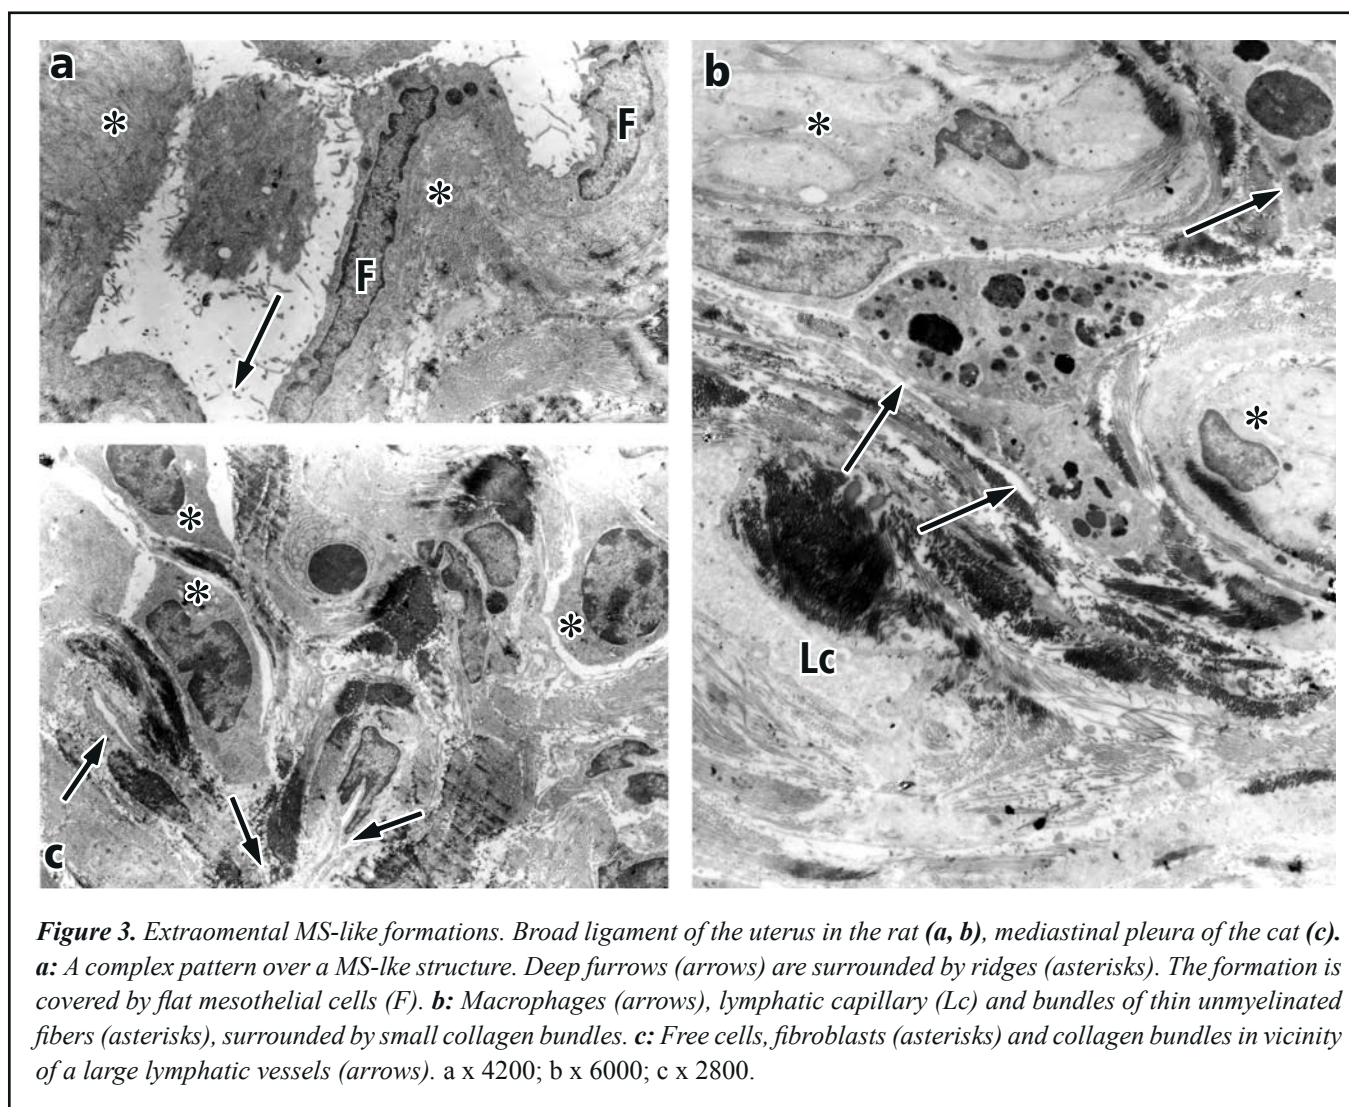 a
*
F
*
F
b
*
*
Lc
*
*
*
c
Figure 3. Extraomental MS-like formations. Broad ligament of the uterus in the rat (a, b), mediastinal pleura of the cat (c).
a: A complex pattern over a MS-lke structure. Deep furrows (arrows) are surrounded by ridges (asterisks). The formation is
covered by flat mesothelial cells (F). b: Macrophages (arrows), lymphatic capillary (Lc) and bundles of thin unmyelinated
fibers (asterisks), surrounded by small collagen bundles. c: Free cells, fibroblasts (asterisks) and collagen bundles in vicinity
of a large lymphatic vessels (arrows). a x 4200; b x 6000; c x 2800.